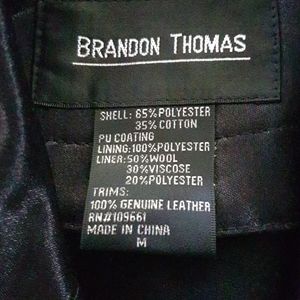 BRANDON THOMAS
SHELL: 65%POLYESTER
35%COTTON
PU COATING
LINING:100%POLYESTER
LINER:50%WOOL
30%VISCOSE
20%POLYESTER
TRIMS:
100% GENUINE LEATHER
RN#109661
MADE IN CHINA
M